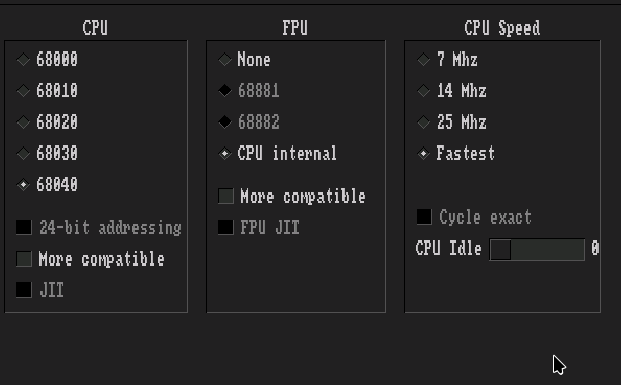 CPU
68000
68010
68020
68030
68040
24-bit addressing
More compatible
JIT
FPU
None
68881
68882
CPU internal
More compatible
FPU JIT
CPU Speed
7 Mhz
14 Mhz
25 Mhz
Fastest
Cycle exact
CPU Idle 0